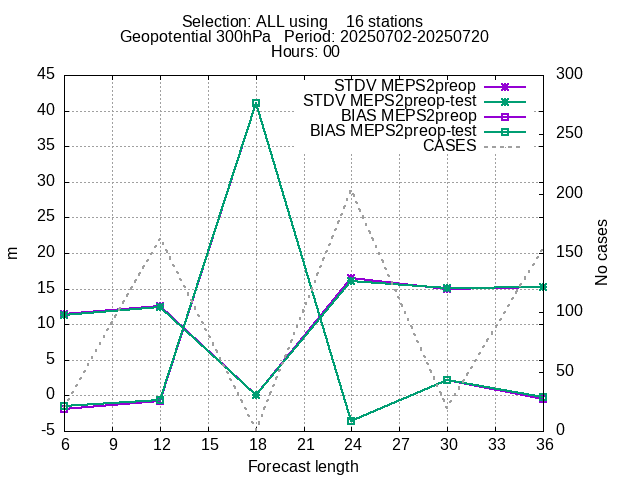 Selection: ALL using    16 stations
Geopotential 300hPa   Period: 20250702-20250720
Hours: 00
45 300
STDV MEPS2preop
STDV MEPS2preop-test
BIAS MEPS2preop
BIAS MEPS2preop-test
CASES
40
35
30
25
20
15
10
5
0
-5
250
200
150
100
50
0
m
No cases
6 9 12 15 18 21 24 27 30 33 36
Forecast length